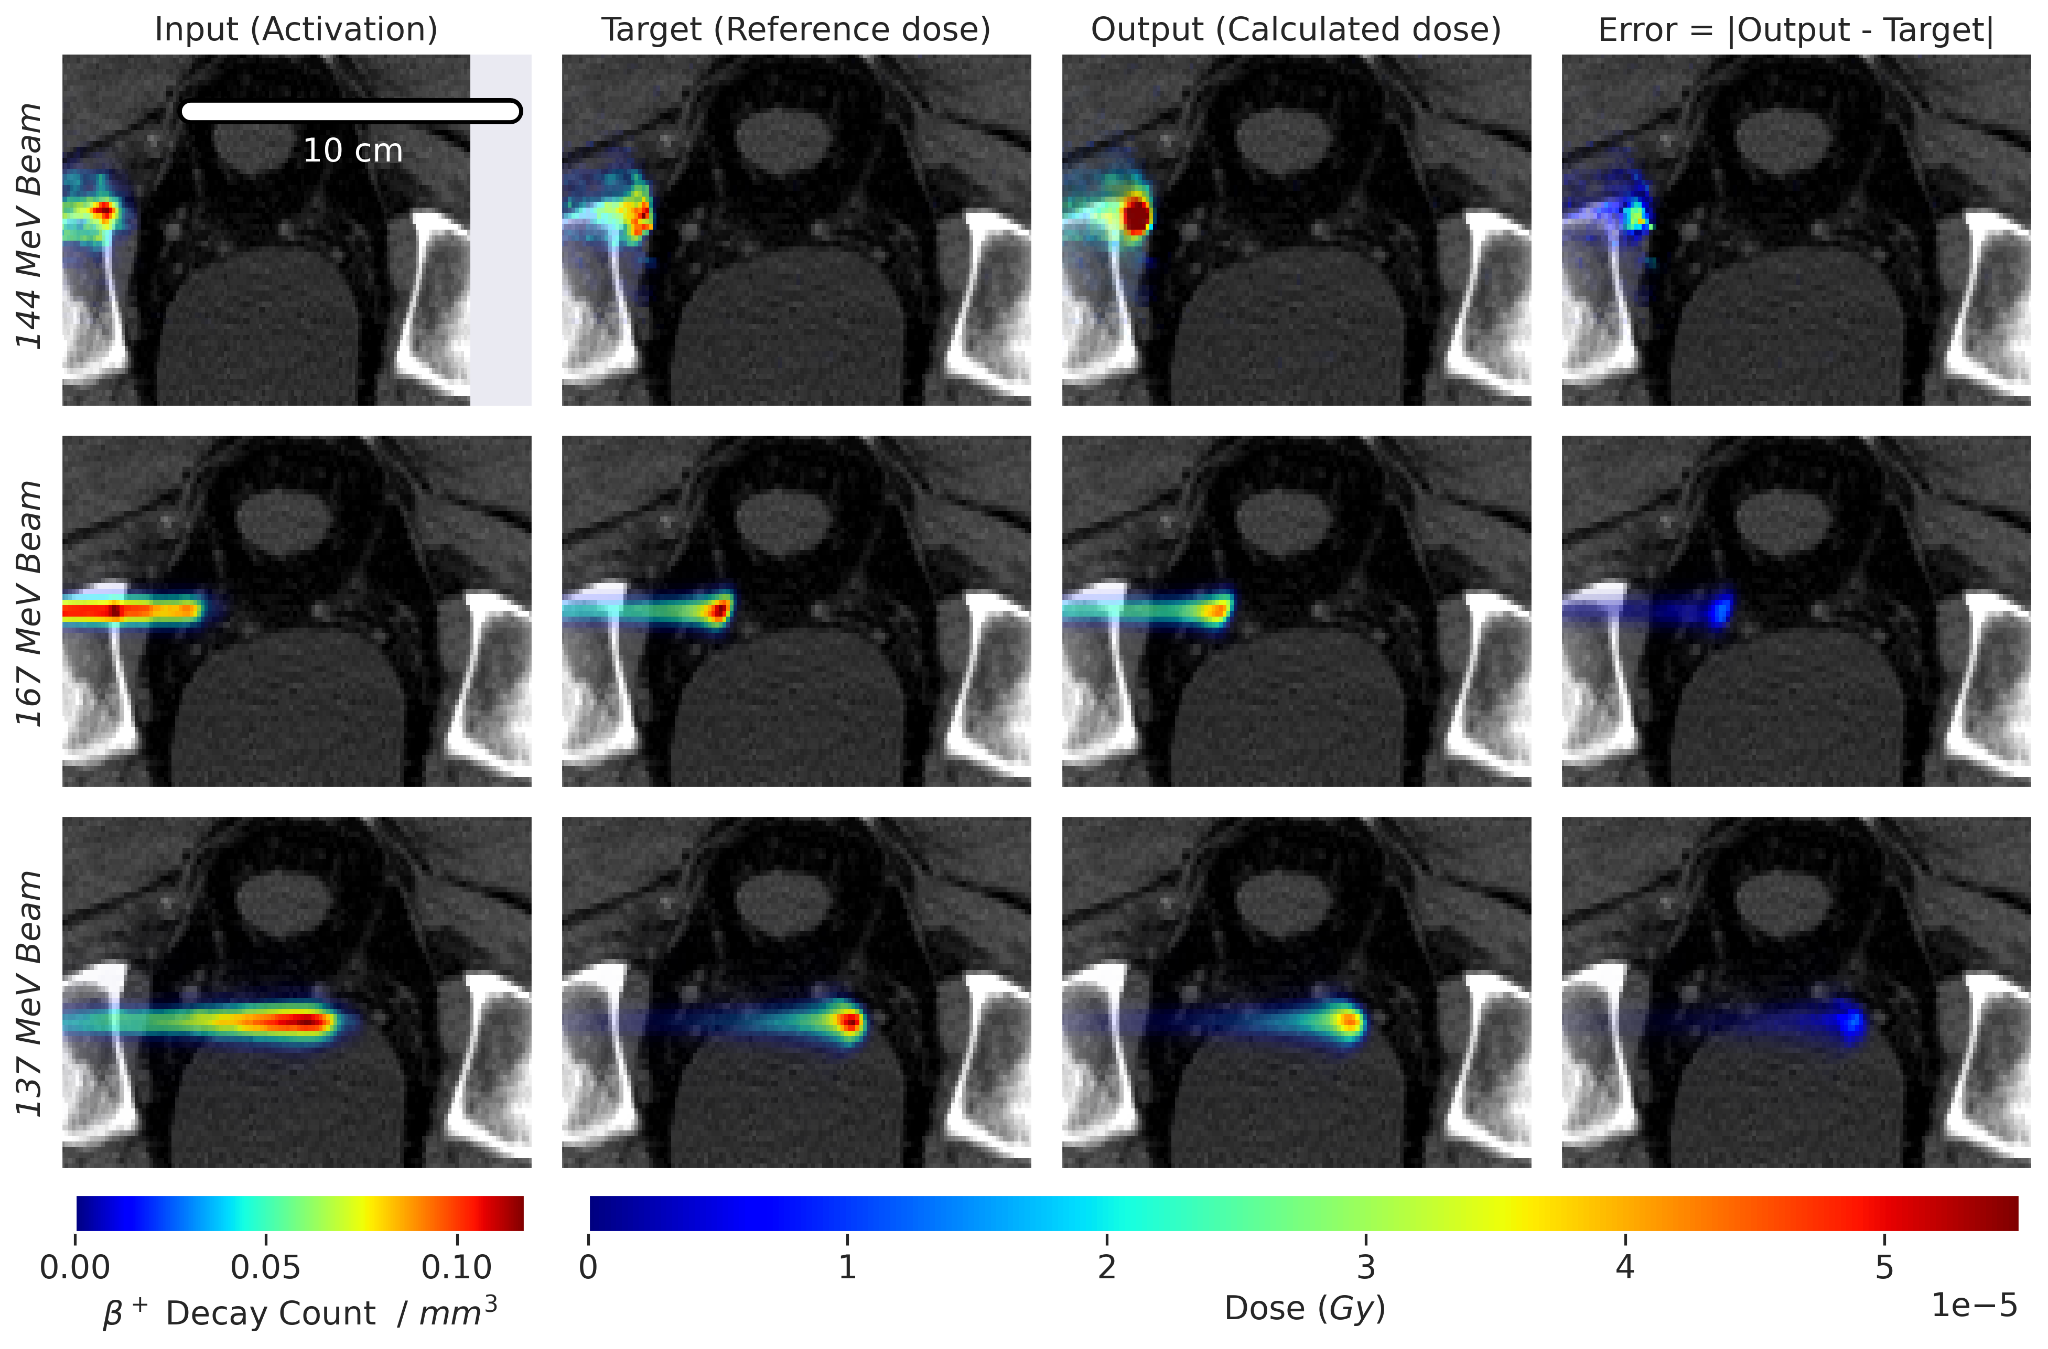 Input (Activation)
Target (Reference dose)
Output (Calculated dose)
Error = |Output - Target|
144 MeV Beam
10 cm
167 MeV Beam
137 MeV Beam
0.00 0.05 0.10
β⁺ Decay Count / mm³
0 1 2 3 4 5
Dose (Gy)
1e−5